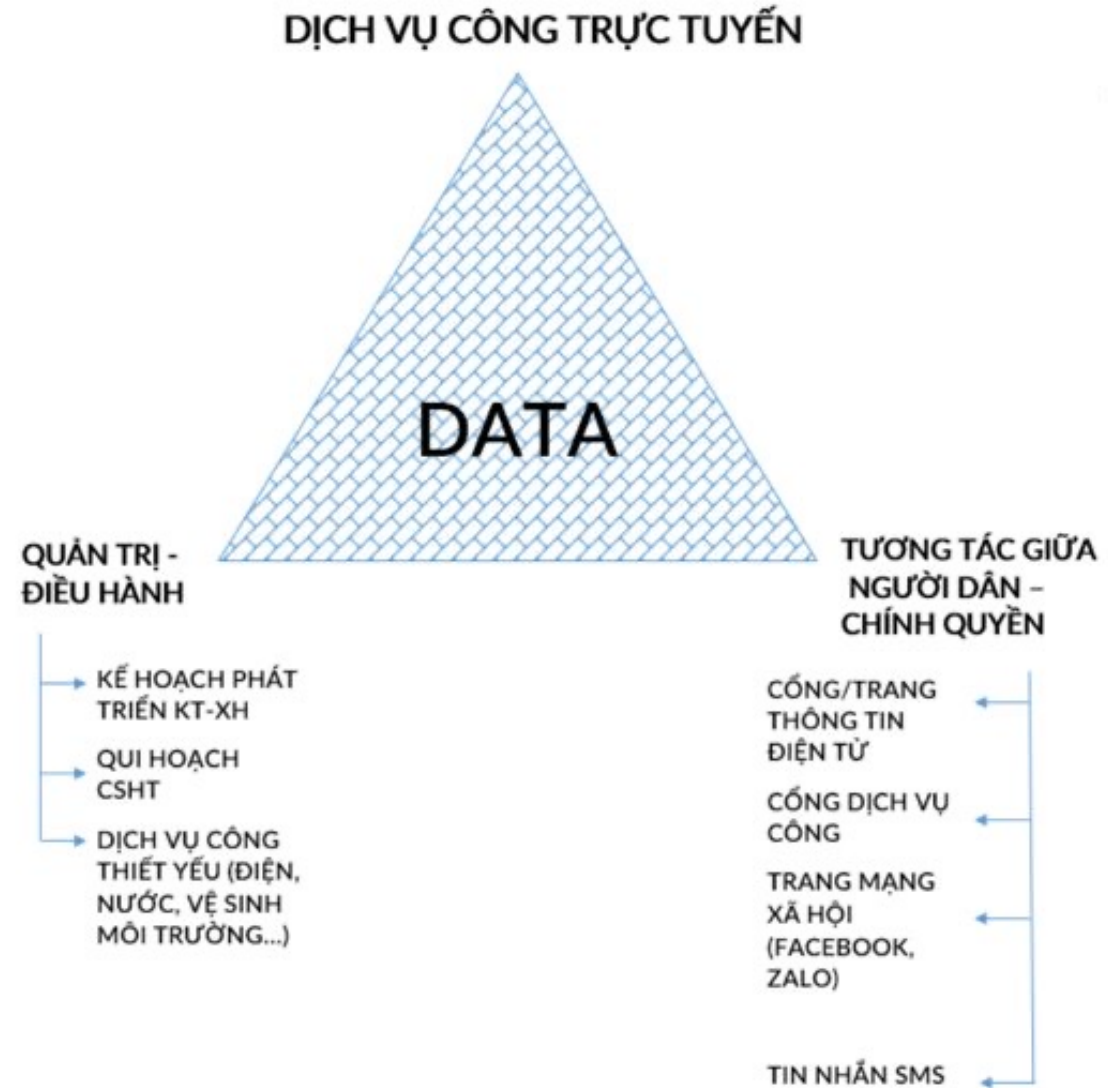 DỊCH VỤ CÔNG TRỰC TUYẾN
DATA
QUẢN TRỊ -
ĐIỀU HÀNH
KẾ HOẠCH PHÁT
TRIỂN KT-XH
QUI HOẠCH
CSHT
DỊCH VỤ CÔNG
THIẾT YẾU (ĐIỆN,
NƯỚC, VỆ SINH
MÔI TRƯỜNG...)
TƯƠNG TÁC GIỮA
NGƯỜI DÂN –
CHÍNH QUYỀN
CỔNG/TRANG
THÔNG TIN
ĐIỆN TỬ
CỔNG DỊCH VỤ
CÔNG
TRANG MẠNG
XÃ HỘI
(FACEBOOK,
ZALO)
TIN NHẮN SMS